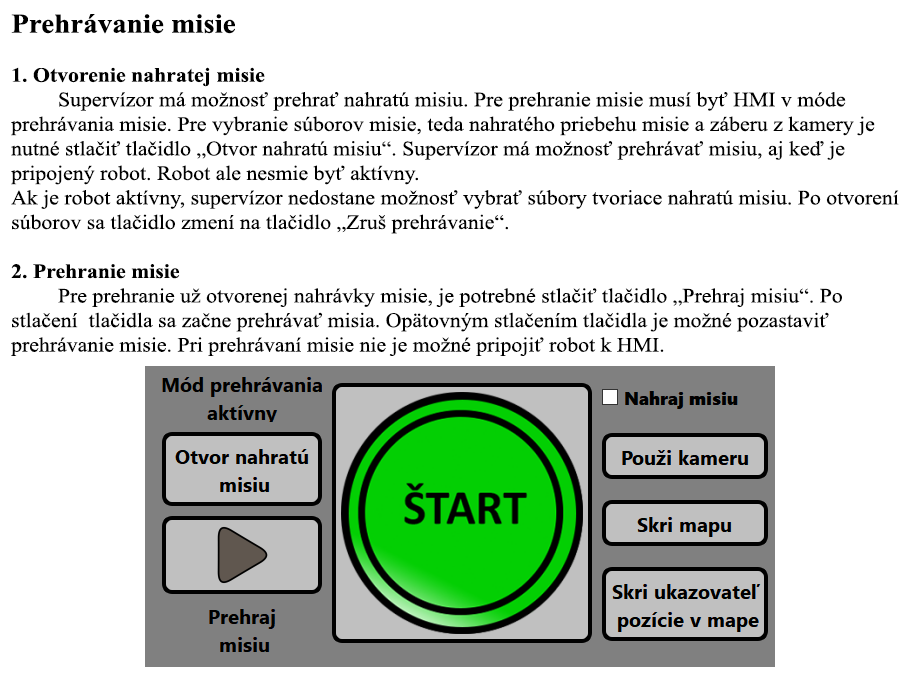 Prehrávanie misie
1. Otvorenie nahratej misie
Supervízor má možnosť prehrať nahratú misiu. Pre prehranie misie musí byť HMI v móde
prehrávania misie. Pre vybranie súborov misie, teda nahratého priebehu misie a záberu z kamery je
nutné stlačiť tlačidlo „Otvor nahratú misiu“. Supervízor má možnosť prehrávať misiu, aj keď je
pripojený robot. Robot ale nesmie byť aktívny.
Ak je robot aktívny, supervízor nedostane možnosť vybrať súbory tvoriace nahratú misiu. Po otvorení
súborov sa tlačidlo zmení na tlačidlo „Zruš prehrávanie“.
2. Prehranie misie
Pre prehranie už otvorenej nahrávky misie, je potrebné stlačiť tlačidlo „Prehraj misiu“. Po
stlačení  tlačidla sa začne prehrávať misia. Opätovným stlačením tlačidla je možné pozastaviť
prehrávanie misie. Pri prehrávaní misie nie je možné pripojiť robot k HMI.
Mód prehrávania
aktívny
Otvor nahratú
misiu
Prehraj
misiu
ŠTART
Nahraj misiu
Použi kameru
Skri mapu
Skri ukazovateľ
pozície v mape